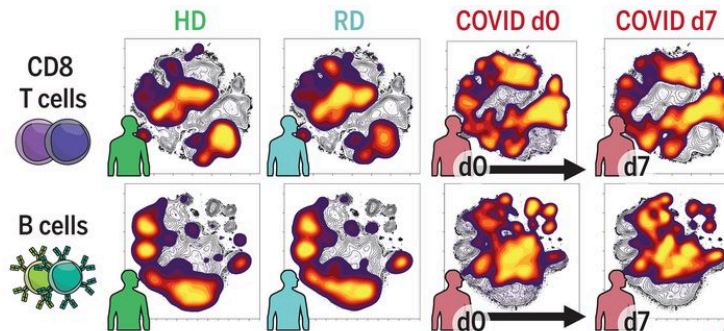 HD RD COVID d0 COVID d7
CD8
T cells
d0 d7
B cells
d0 d7